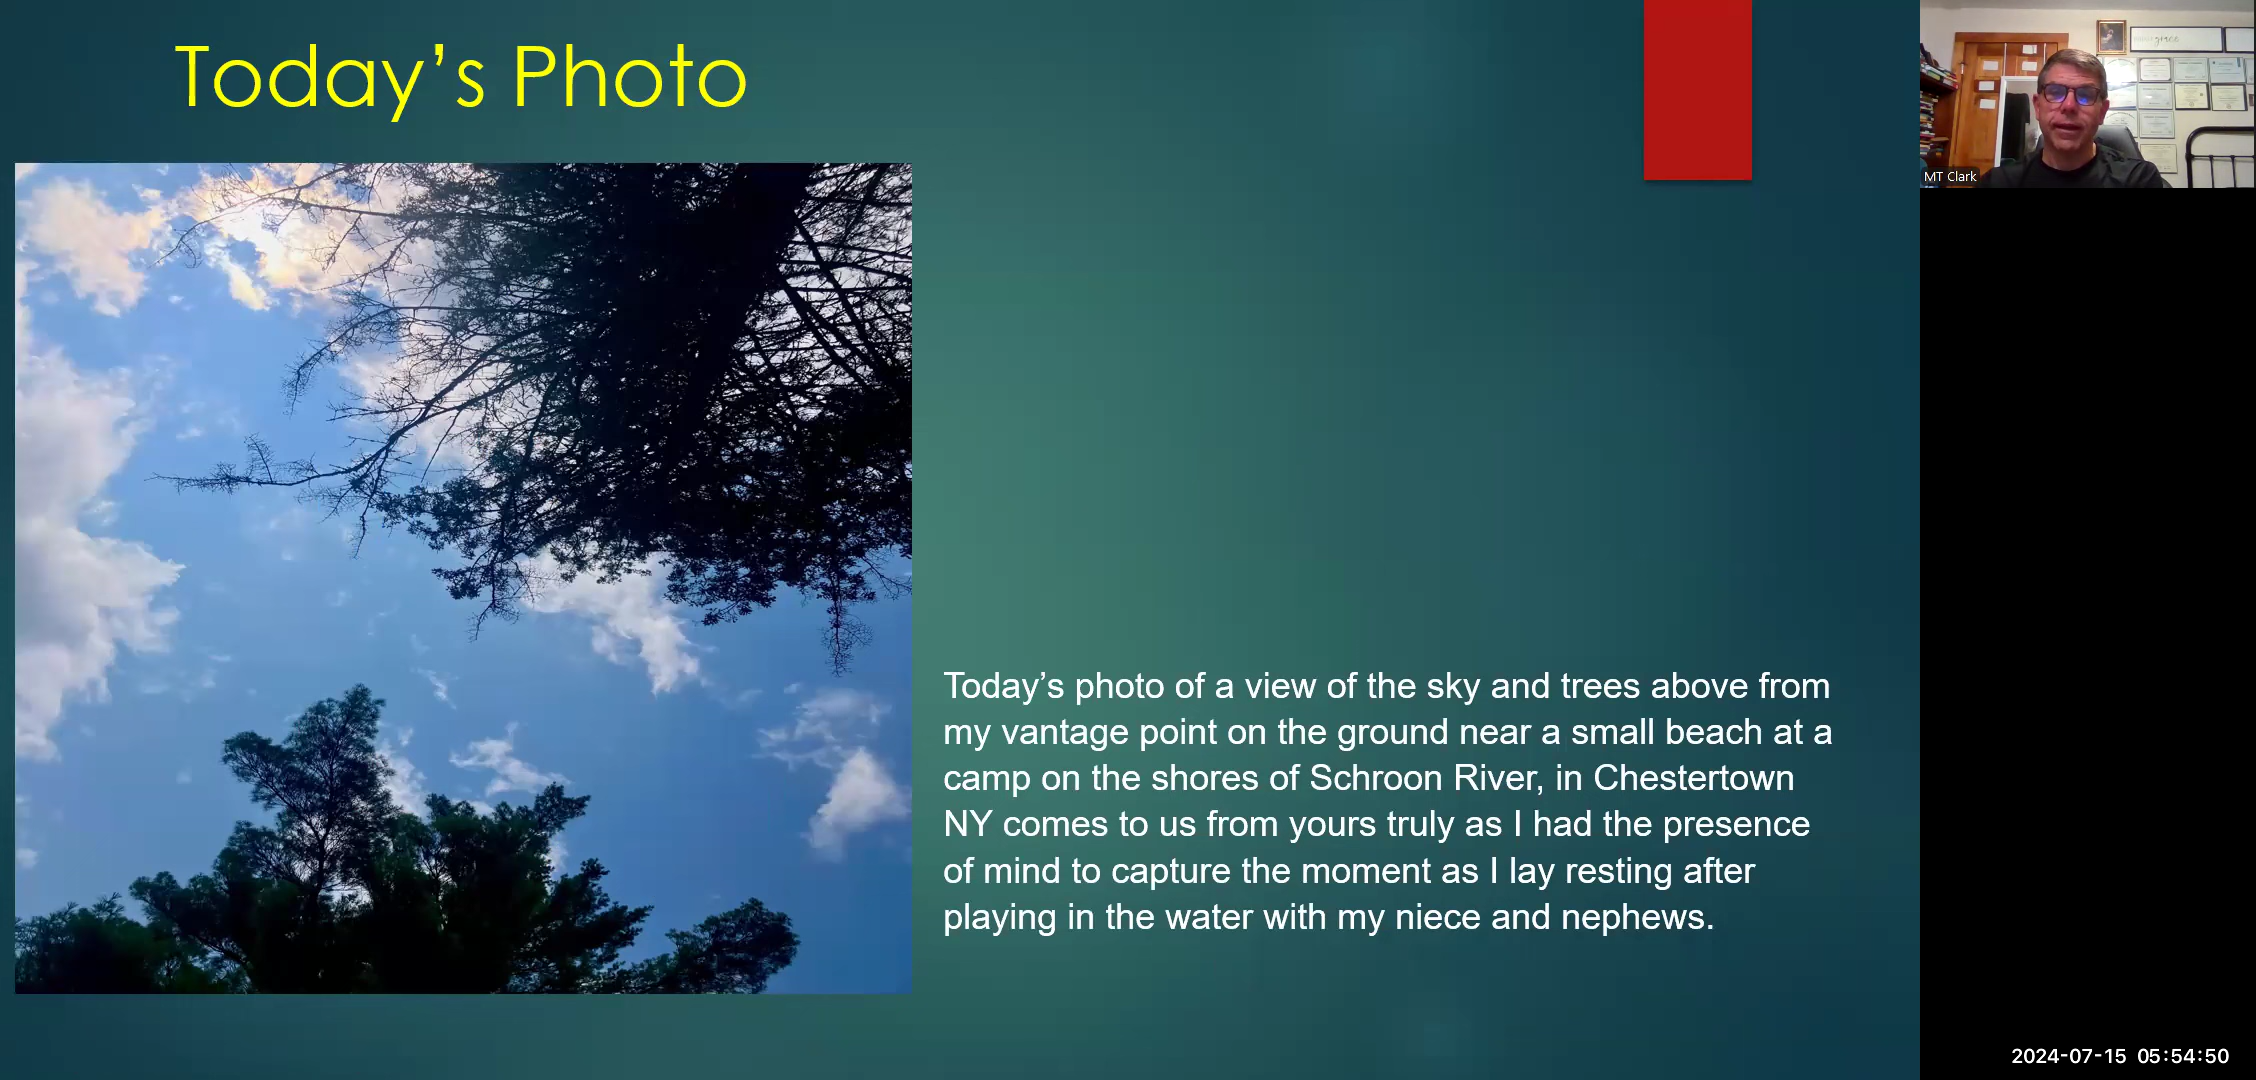 Today’s Photo
Today’s photo of a view of the sky and trees above from
my vantage point on the ground near a small beach at a
camp on the shores of Schroon River, in Chestertown
NY comes to us from yours truly as I had the presence
of mind to capture the moment as I lay resting after
playing in the water with my niece and nephews.
MT Clark
2024-07-15 05:54:50